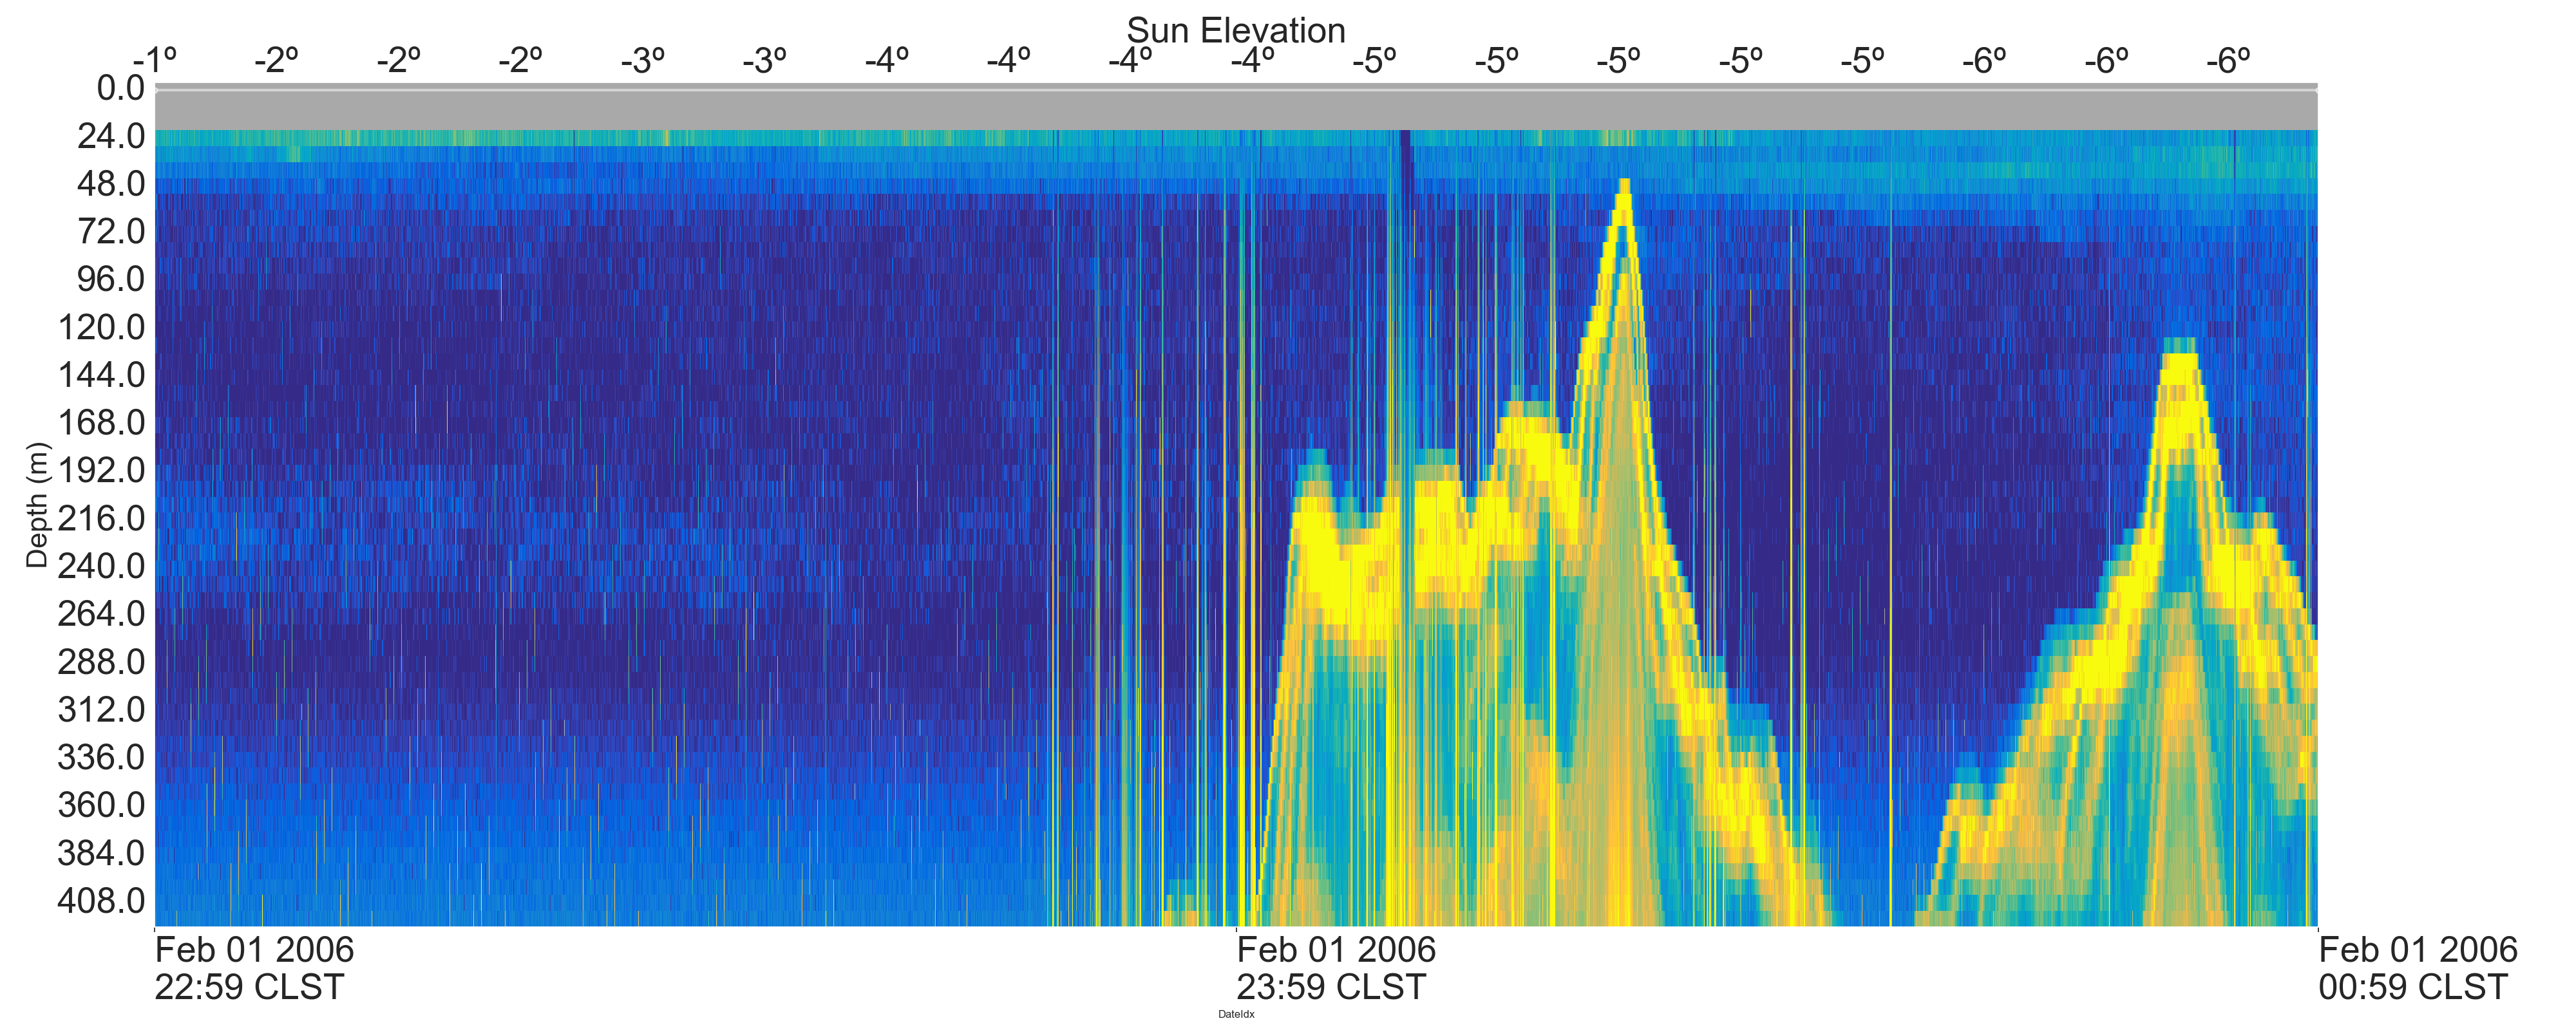 Sun Elevation
-1º -2º -2º -2º -3º -3º -4º -4º -4º -4º -5º -5º -5º -5º -5º -6º -6º -6º
0.0
24.0
48.0
72.0
96.0
120.0
144.0
168.0
192.0
216.0
240.0
264.0
288.0
312.0
336.0
360.0
384.0
408.0
Depth (m)
Feb 01 2006
22:59 CLST
Feb 01 2006
23:59 CLST
Feb 01 2006
00:59 CLST
DateIdx